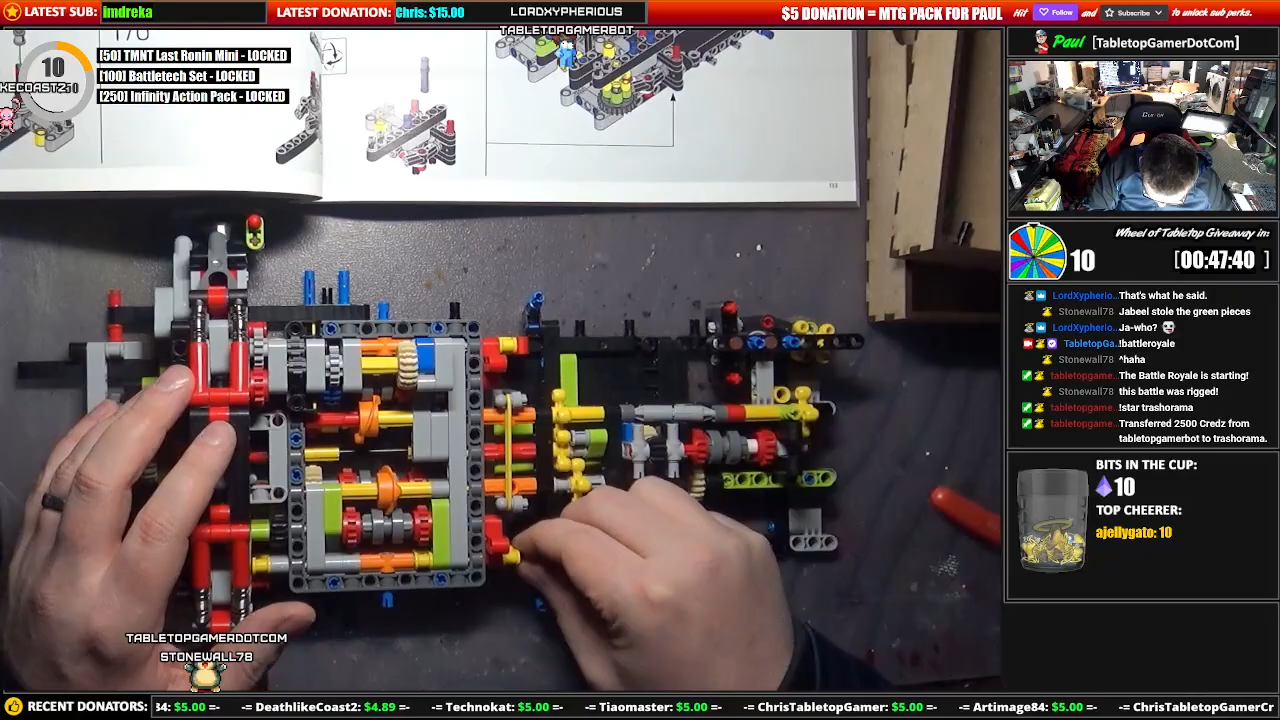 LATEST SUB: imdreka
LATEST DONATION: Chris: $15.00
LORDXYPHERIOUS
$5 DONATION = MTG PACK FOR PAUL
Hit Follow and Subscribe to unlock sub perks.
TABLETOPGAMERBOT
10
[50] TMNT Last Ronin Mini - LOCKED
[100] Battletech Set - LOCKED
[250] Infinity Action Pack - LOCKED
133
Paul [TabletopGamerDotCom]
Wheel of Tabletop Giveaway in:
10 [00:47:40 ]
LordXypherio... That's what he said.
Stonewall78 Jabeel stole the green pieces
LordXypherio... Ja-who?
TabletopGa... !battleroyale
Stonewall78 ^haha
tabletopgame... The Battle Royale is starting!
Stonewall78 this battle was rigged!
tabletopgame... !star trashorama
tabletopgame... Transferred 2500 Credz from
tabletopgamerbot to trashorama.
BITS IN THE CUP:
10
TOP CHEERER:
ajellygato: 10
TABLETOPGAMERDOTCOM
STONEWALL78
RECENT DONATORS: 34: $5.00 =- -= DeathlikeCoast2: $4.89 =- -= Technokat: $5.00 =- -= Tiaomaster: $5.00 =- -= ChrisTabletopGamer: $5.00 =- -= Artimage84: $5.00 =- -= ChrisTabletopGamerCr